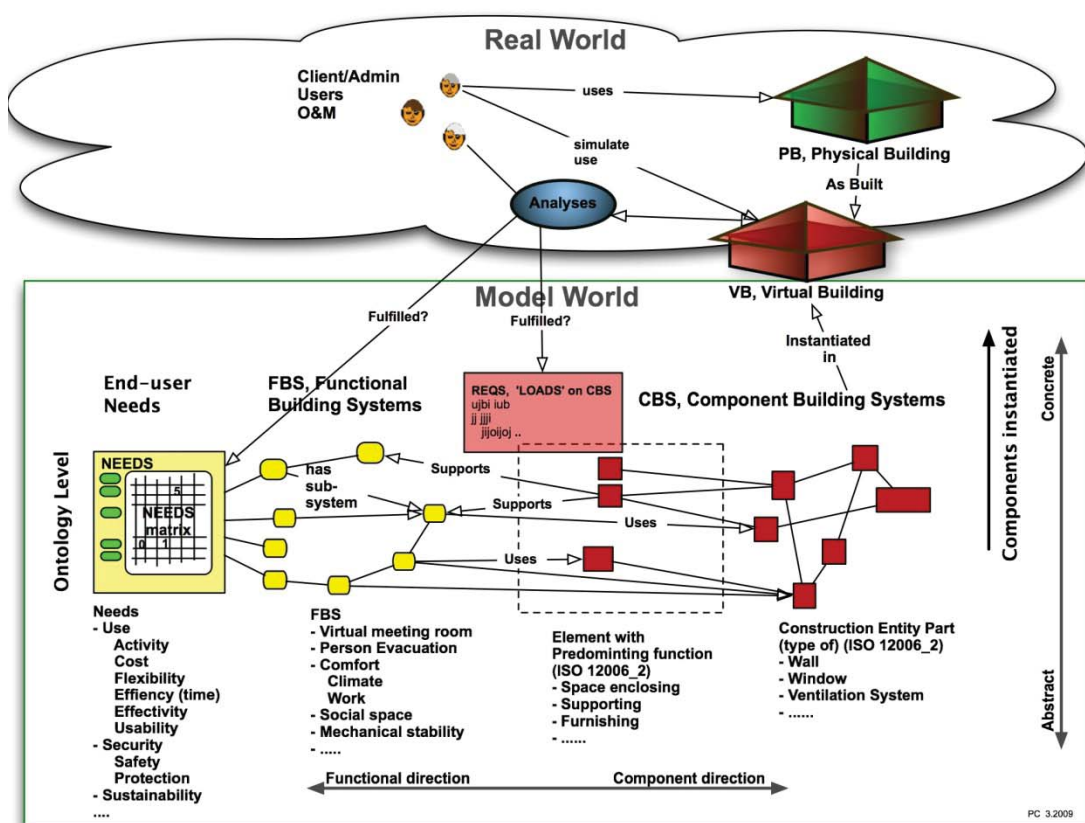 Real World
Client/Admin
Users
O&M
uses
simulate
use
PB, Physical Building
As Built
Analyses
VB, Virtual Building
Model World
Fulfilled?
Fulfilled?
Instantiated
in
End-user
Needs
FBS, Functional
Building Systems
REQS, 'LOADS' on CBS
ujbi iub
jj jjji
jijoijoj ..
CBS, Component Building Systems
Components instantiated
Concrete
Abstract
Ontology Level
NEEDS
5
NEEDS
matrix
0 1
has
sub-
system
Supports
Supports
Uses
Uses
Needs
- Use
Activity
Cost
Flexibility
Effiency (time)
Effectivity
Usability
- Security
Safety
Protection
- Sustainability
....
FBS
- Virtual meeting room
- Person Evacuation
- Comfort
Climate
Work
- Social space
- Mechanical stability
- .....
Element with
Predominting function
(ISO 12006_2)
- Space enclosing
- Supporting
- Furnishing
- ......
Construction Entity Part
(type of) (ISO 12006_2)
- Wall
- Window
- Ventilation System
- ......
Functional direction
Component direction
PC 3.2009